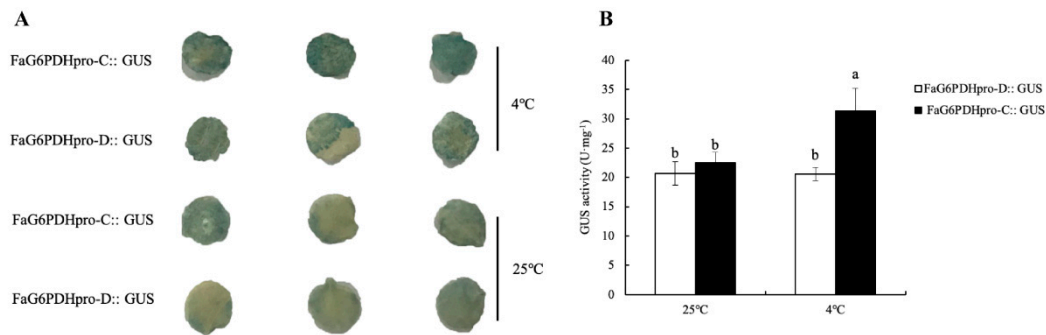 A
FaG6PDHpro-C:: GUS
FaG6PDHpro-D:: GUS
4℃
FaG6PDHpro-C:: GUS
FaG6PDHpro-D:: GUS
25℃
B
GUS activity (U·mg⁻¹)
40
35
30
25
20
15
10
5
0
b
b
b
a
25℃
4℃
FaG6PDHpro-D:: GUS
FaG6PDHpro-C:: GUS